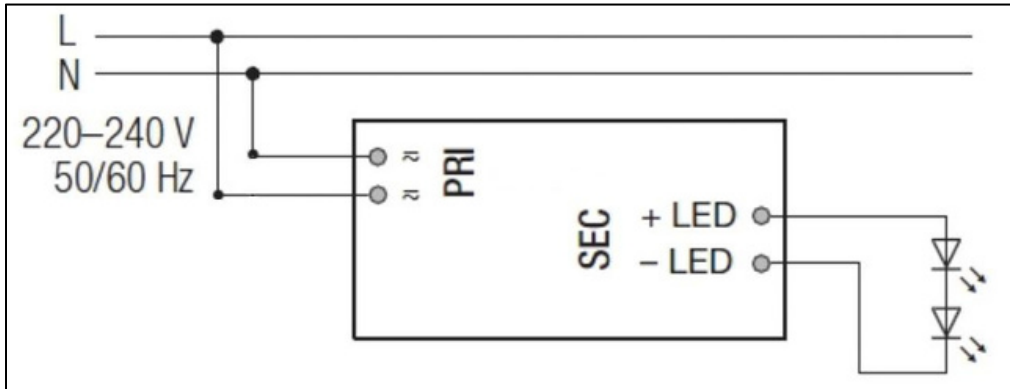 L
N
220–240 V
50/60 Hz
≂ PRI
≂
SEC
+ LED
– LED